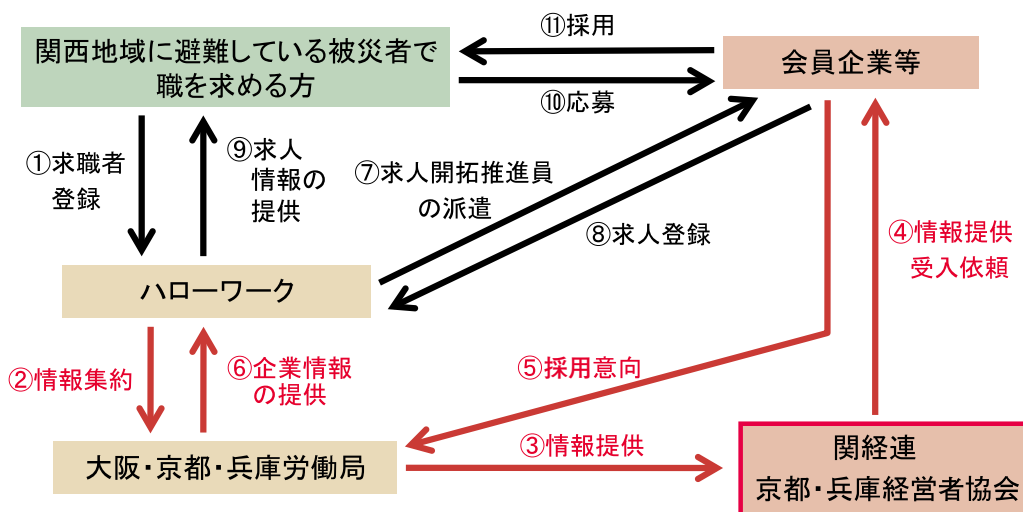 ⑪採用
関西地域に避難している被災者で
職を求める方
会員企業等
⑩応募
①求職者
登録
⑨求人
情報の
提供
⑦求人開拓推進員
の派遣
⑧求人登録
④情報提供
受入依頼
ハローワーク
②情報集約
⑥企業情報
の提供
⑤採用意向
大阪・京都・兵庫労働局
③情報提供
関経連
京都・兵庫経営者協会